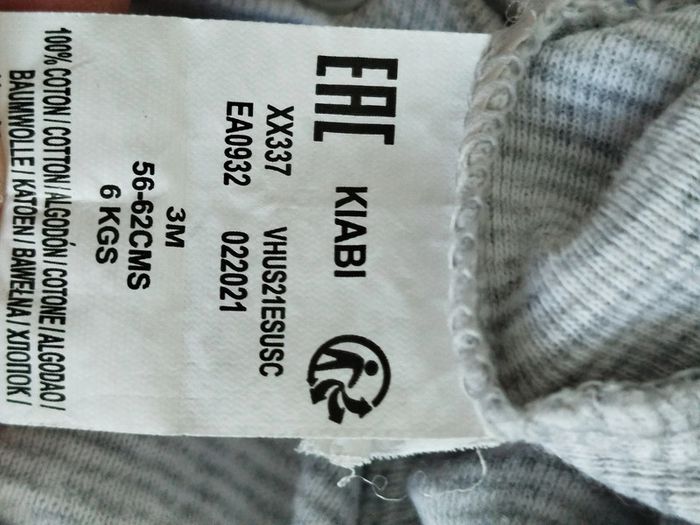 EAC KIABI
XX337 VHUS21ESUSC
EA0932 022021
3M
56-62CMS
6 KGS
100% COTON / COTTON / ALGODÓN / COTONE / ALGODAO /
BAUMWOLLE / KATOEN / BAWEŁNA / ХЛОПОК /